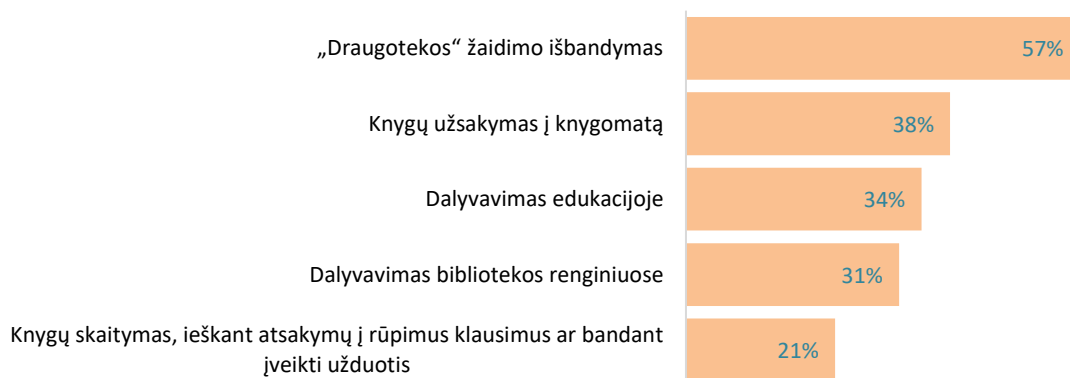 „Draugotekos“ žaidimo išbandymas
57%
Knygų užsakymas į knygomatą
38%
Dalyvavimas edukacijoje
34%
Dalyvavimas bibliotekos renginiuose
31%
Knygų skaitymas, ieškant atsakymų į rūpimus klausimus ar bandant
įveikti užduotis
21%